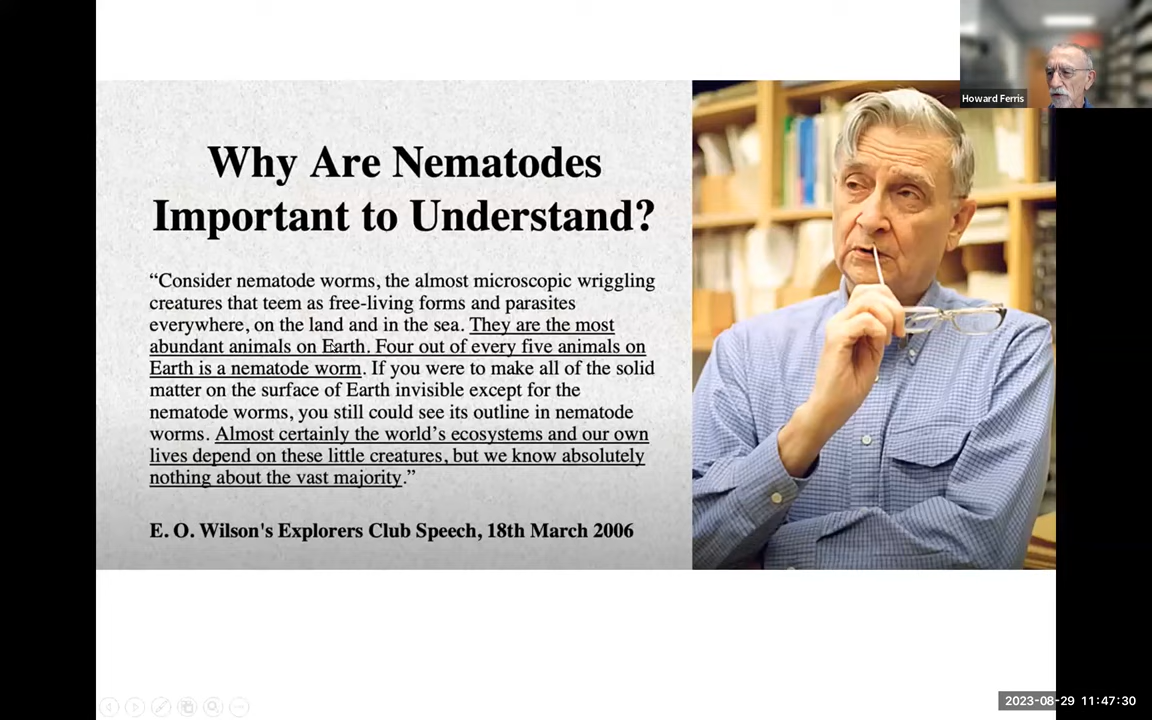 Howard Ferris
Why Are Nematodes
Important to Understand?
“Consider nematode worms, the almost microscopic wriggling
creatures that teem as free-living forms and parasites
everywhere, on the land and in the sea. They are the most
abundant animals on Earth. Four out of every five animals on
Earth is a nematode worm. If you were to make all of the solid
matter on the surface of Earth invisible except for the
nematode worms, you still could see its outline in nematode
worms. Almost certainly the world’s ecosystems and our own
lives depend on these little creatures, but we know absolutely
nothing about the vast majority.”
E. O. Wilson's Explorers Club Speech, 18th March 2006
2023-08-29 11:47:30